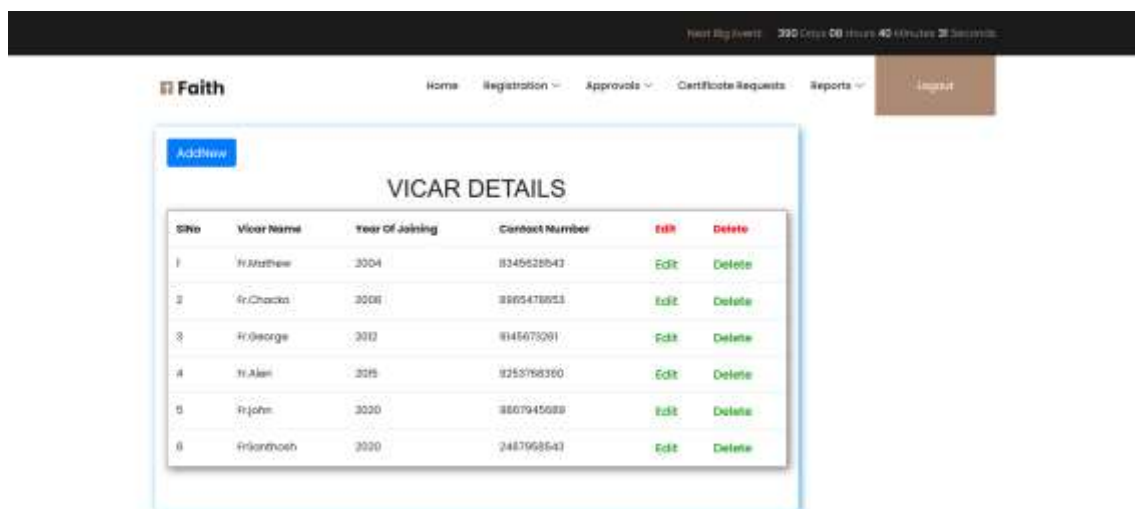 Next Big Event 390 Days 08 Hours 40 Minutes 31 Seconds
Faith Home Registration Approvals Certificate Requests Reports Logout
AddNew
VICAR DETAILS
SlNo Vicar Name Year Of Joining Contact Number Edit Delete
1 Fr.Mathew 2004 Edit Delete
2 Fr.Chacko 2008 Edit Delete
3 Fr.George 2012 Edit Delete
4 Fr.Alen 2015 Edit Delete
5 Fr.john 2020 Edit Delete
6 Fr.Santhosh 2020 Edit Delete